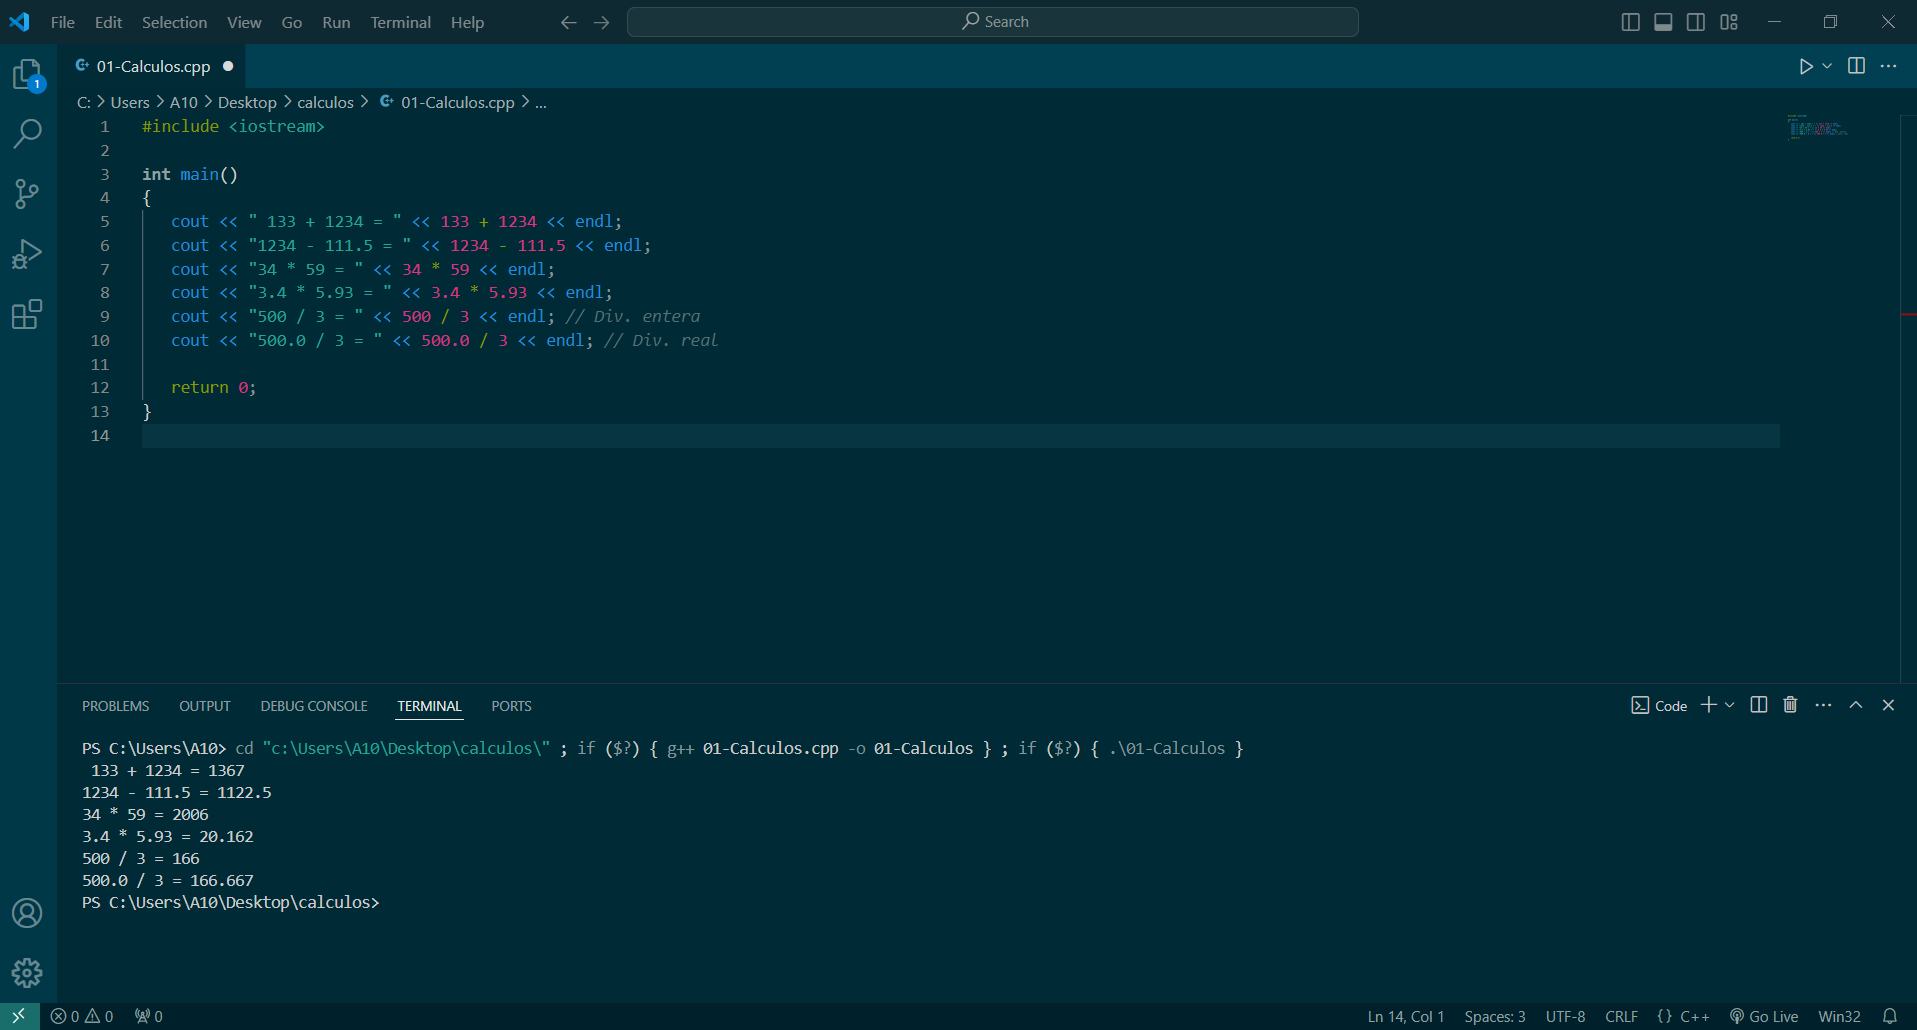 File Edit Selection View Go Run Terminal Help Search
01-Calculos.cpp
1
C: > Users > A10 > Desktop > calculos > 01-Calculos.cpp > ...
1 #include <iostream>
2
3 int main()
4 {
5 cout << " 133 + 1234 = " << 133 + 1234 << endl;
6 cout << "1234 - 111.5 = " << 1234 - 111.5 << endl;
7 cout << "34 * 59 = " << 34 * 59 << endl;
8 cout << "3.4 * 5.93 = " << 3.4 * 5.93 << endl;
9 cout << "500 / 3 = " << 500 / 3 << endl; // Div. entera
10 cout << "500.0 / 3 = " << 500.0 / 3 << endl; // Div. real
11
12 return 0;
13 }
14
PROBLEMS OUTPUT DEBUG CONSOLE TERMINAL PORTS Code
PS C:\Users\A10> cd "c:\Users\A10\Desktop\calculos\" ; if ($?) { g++ 01-Calculos.cpp -o 01-Calculos } ; if ($?) { .\01-Calculos }
 133 + 1234 = 1367
1234 - 111.5 = 1122.5
34 * 59 = 2006
3.4 * 5.93 = 20.162
500 / 3 = 166
500.0 / 3 = 166.667
PS C:\Users\A10\Desktop\calculos>
0 0 0 Ln 14, Col 1 Spaces: 3 UTF-8 CRLF {} C++ Go Live Win32